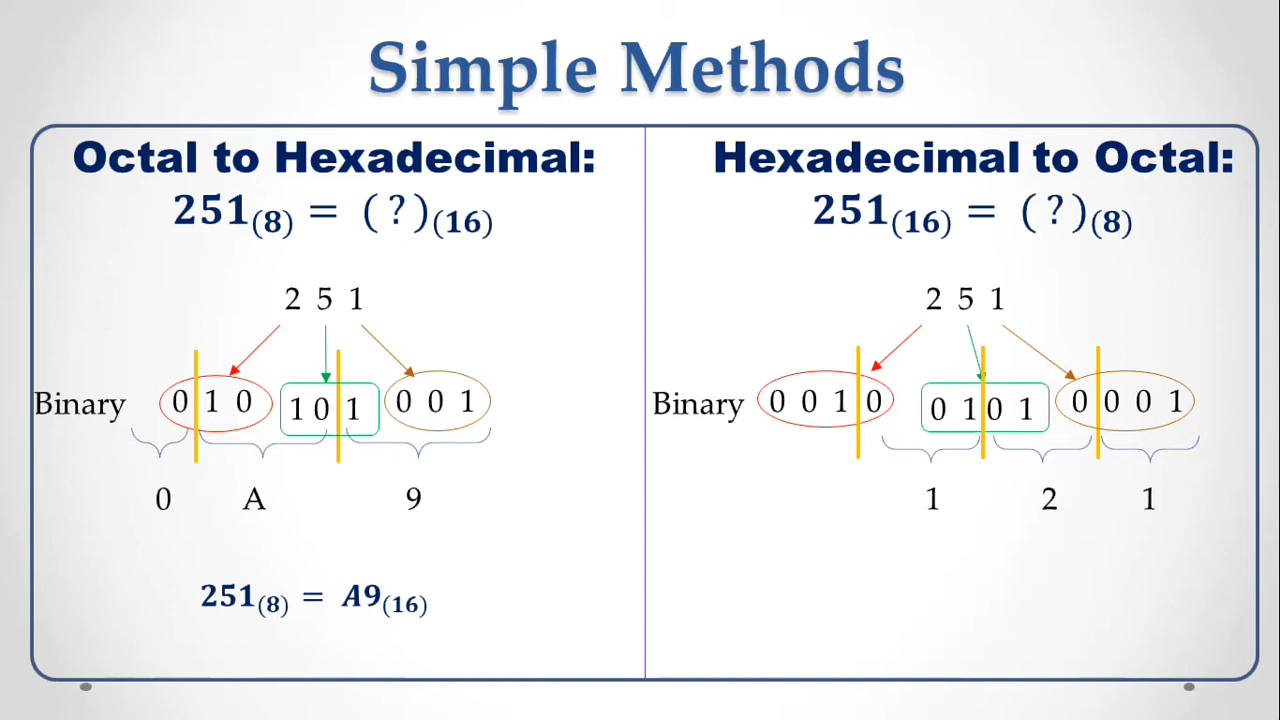 Simple Methods
Octal to Hexadecimal:
251(8) = (?)(16)
2 5 1
Binary 0 1 0 1 0 1 0 0 1
0 A 9
251(8) = A9(16)
Hexadecimal to Octal:
251(16) = (?)(8)
2 5 1
Binary 0 0 1 0 0 1 0 1 0 0 0 1
1 2 1